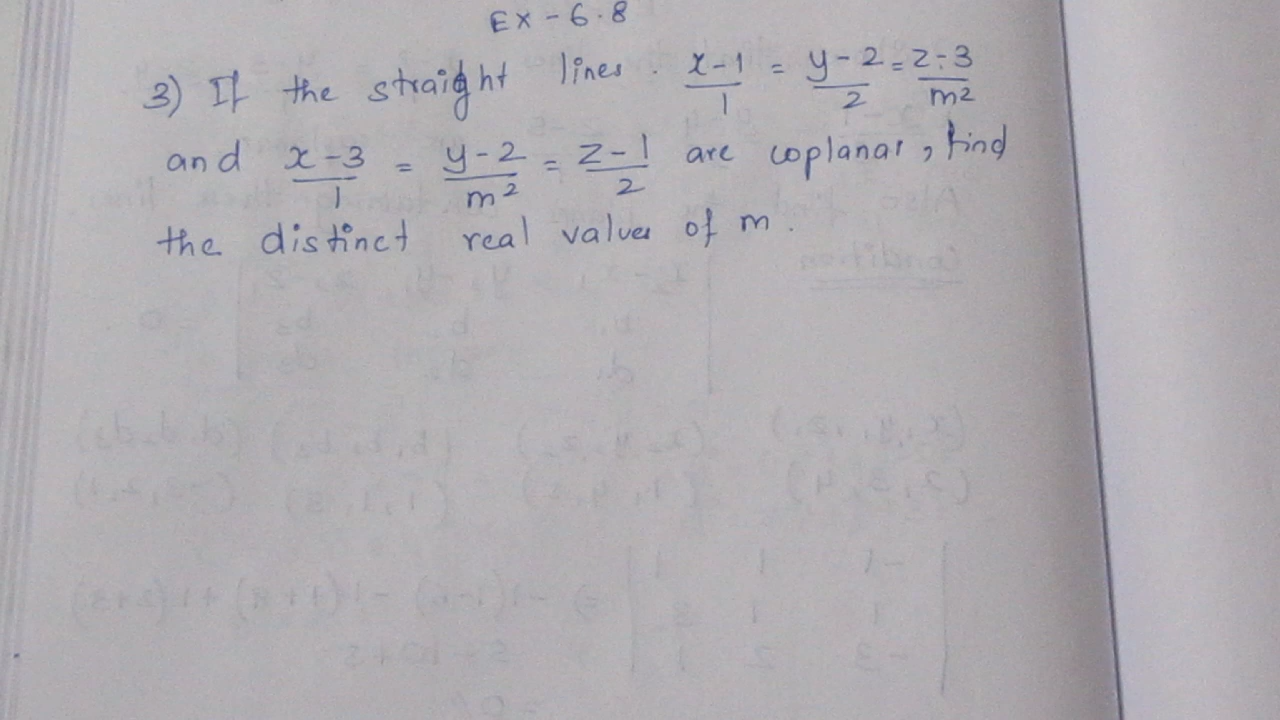 EX - 6.8
3) If the straight lines. x-1/1 = y-2/2 = z-3/m²
and x-3/1 = y-2/m² = z-1/2 are coplanar, find
the distinct real values of m.